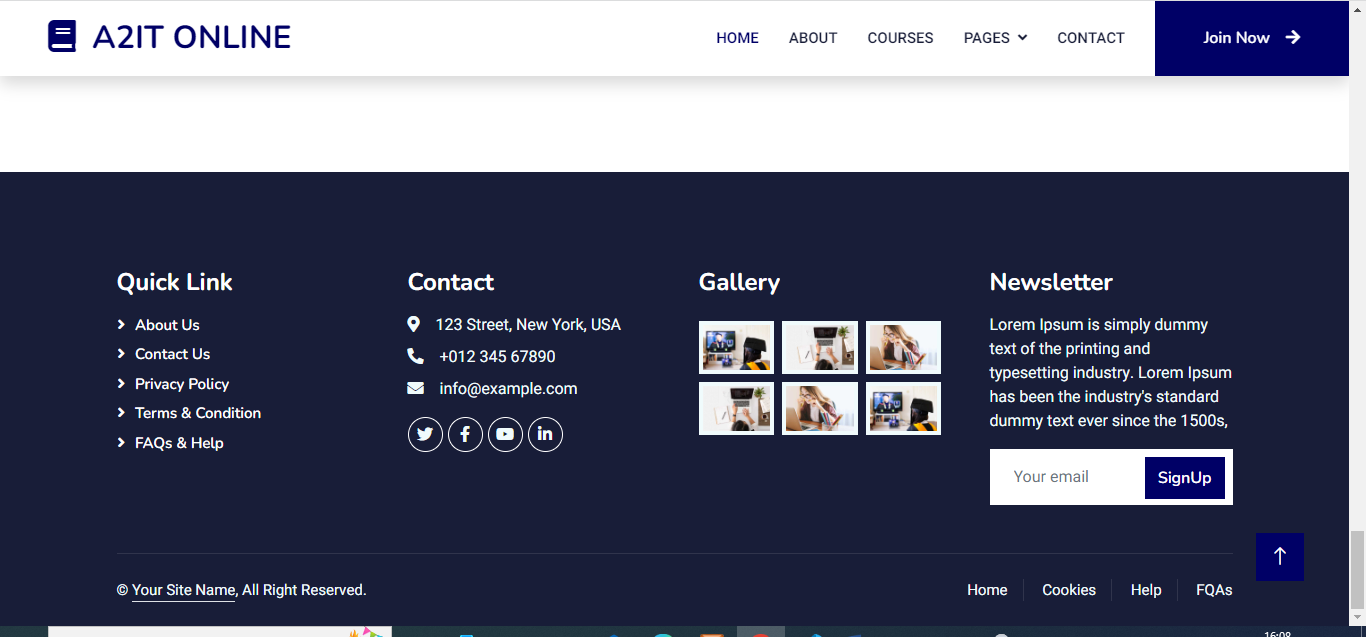 A2IT ONLINE
HOME ABOUT COURSES PAGES CONTACT Join Now
Quick Link
About Us
Contact Us
Privacy Policy
Terms & Condition
FAQs & Help
Contact
123 Street, New York, USA
+012 345 67890
info@example.com
Gallery
Newsletter
Lorem Ipsum is simply dummy
text of the printing and
typesetting industry. Lorem Ipsum
has been the industry's standard
dummy text ever since the 1500s,
Your email SignUp
© Your Site Name, All Right Reserved.
Home Cookies Help FQAs
16:08